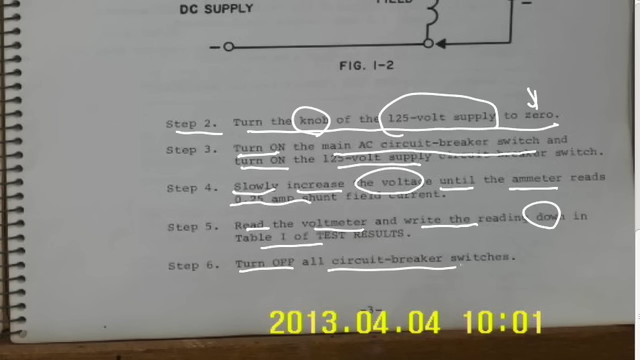 DC SUPPLY
FIELD
FIG. 1-2
Step 2. Turn the knob of the 125-volt supply to zero.
Step 3. Turn ON the main AC circuit-breaker switch and
turn ON the 125-volt supply circuit-breaker switch.
Step 4. Slowly increase the voltage until the ammeter reads
0.25 amp shunt field current.
Step 5. Read the voltmeter and write the reading down in
Table 1 of TEST RESULTS.
Step 6. Turn OFF all circuit-breaker switches.
-3-
2013.04.04 10:01